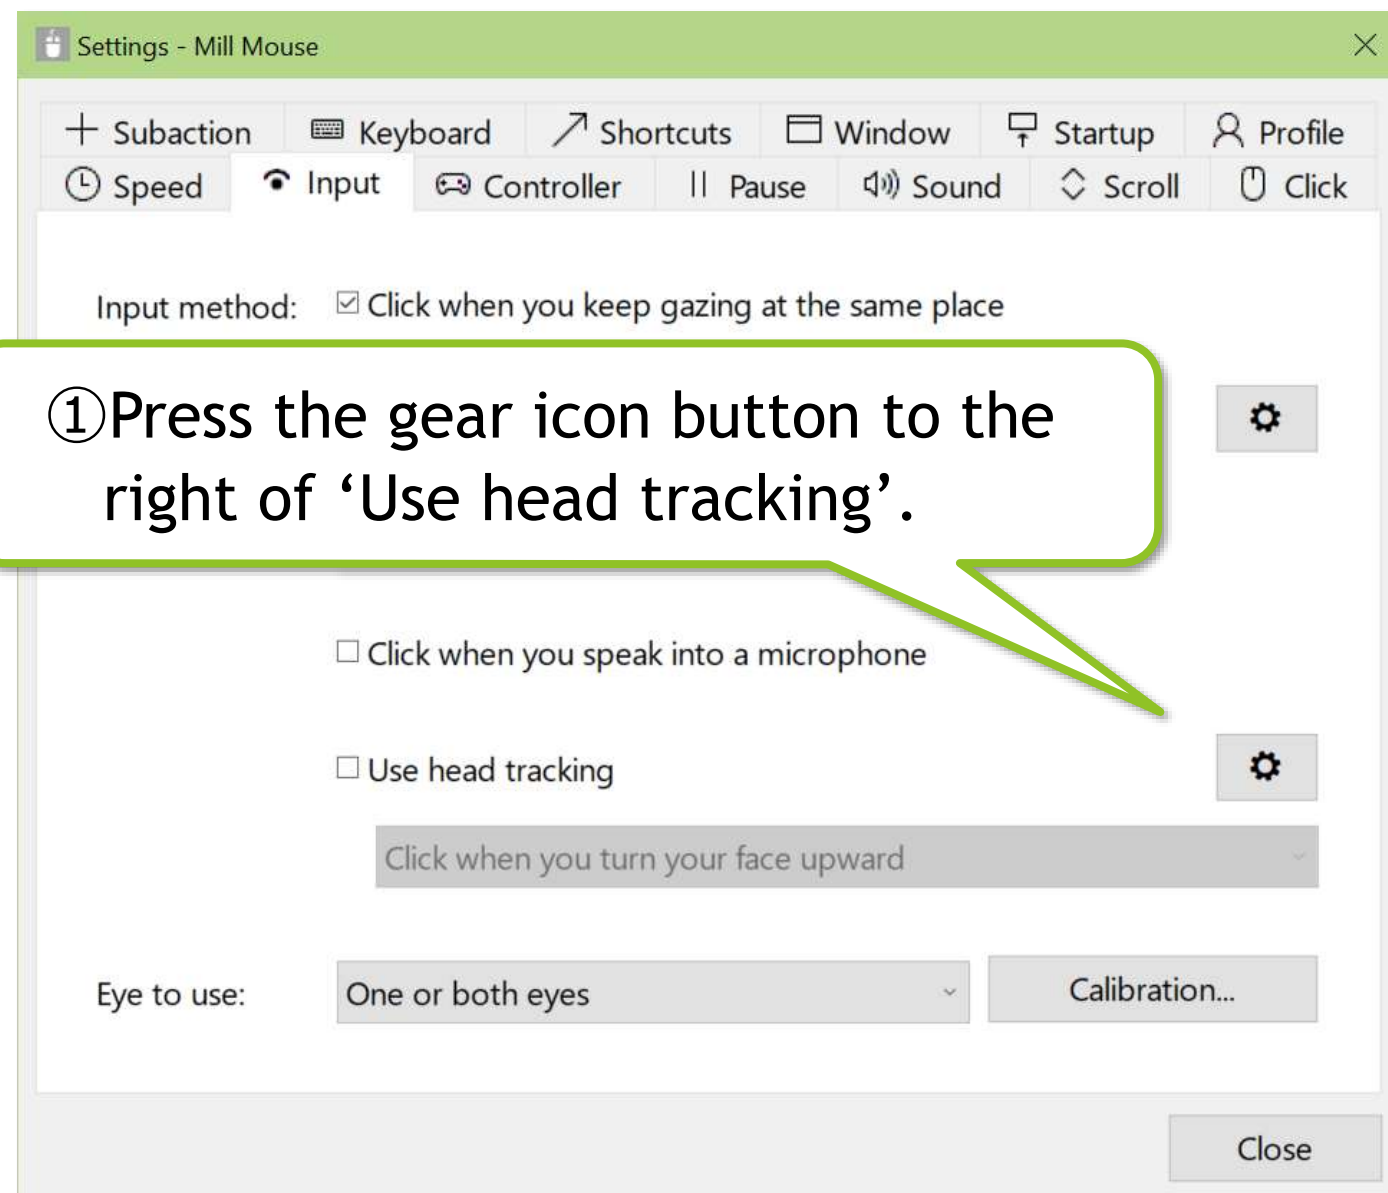 Settings - Mill Mouse
Subaction Keyboard Shortcuts Window Startup Profile
Speed Input Controller Pause Sound Scroll Click
Input method: Click when you keep gazing at the same place
①Press the gear icon button to the
right of ‘Use head tracking’.
Click when you speak into a microphone
Use head tracking
Click when you turn your face upward
Eye to use: One or both eyes Calibration...
Close